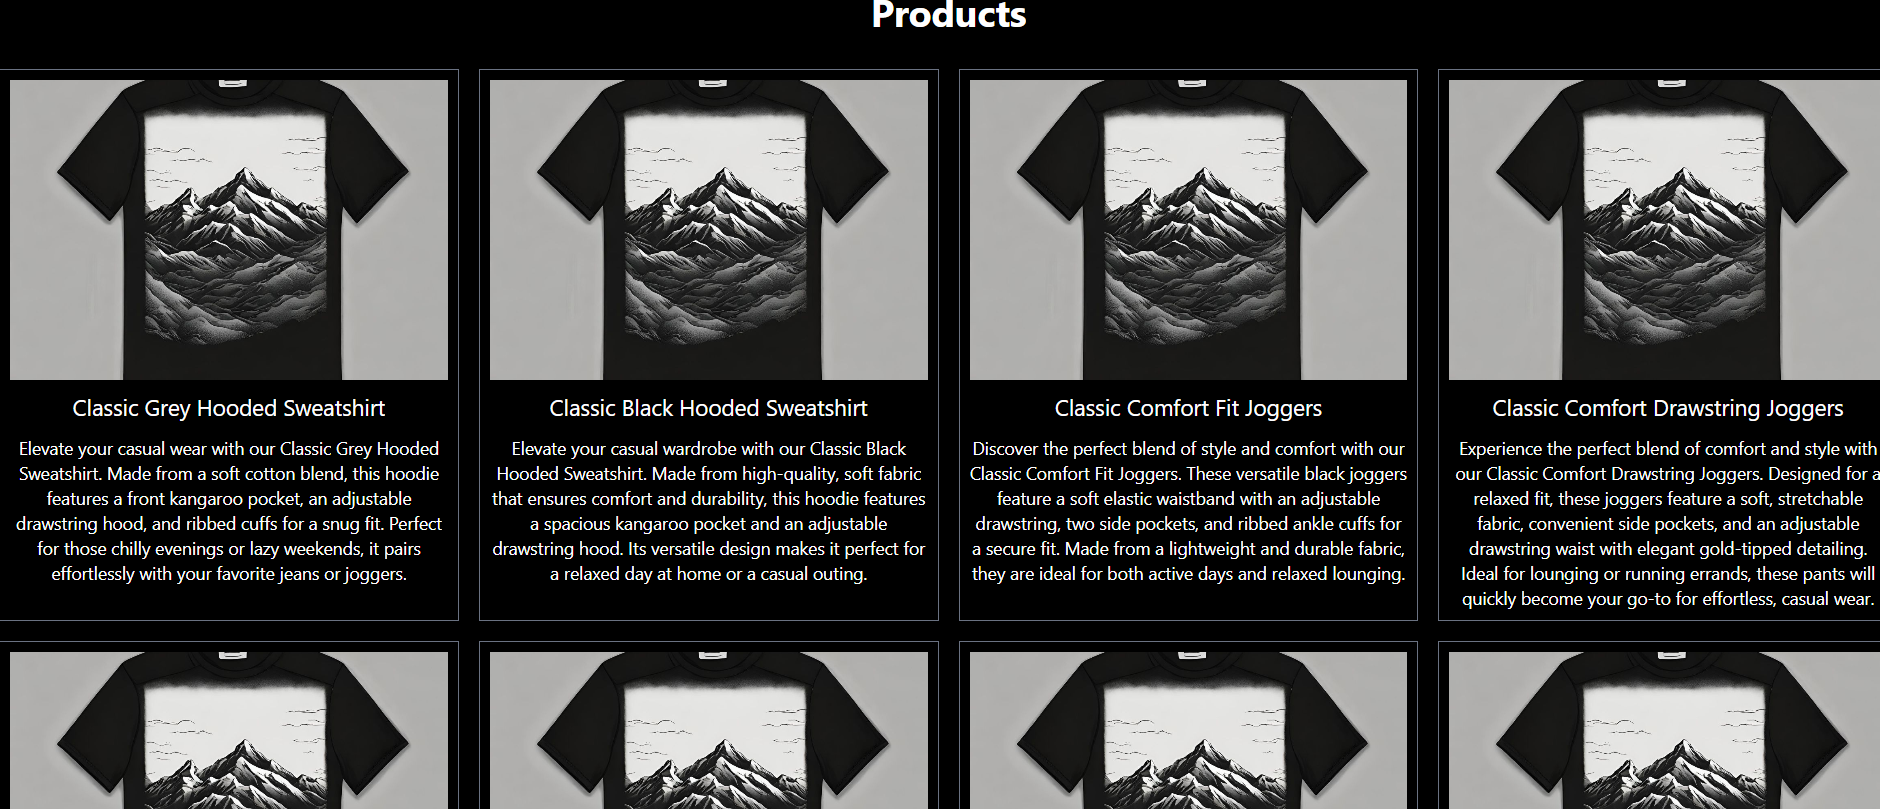 Products
Classic Grey Hooded Sweatshirt
Elevate your casual wear with our Classic Grey Hooded
Sweatshirt. Made from a soft cotton blend, this hoodie
features a front kangaroo pocket, an adjustable
drawstring hood, and ribbed cuffs for a snug fit. Perfect
for those chilly evenings or lazy weekends, it pairs
effortlessly with your favorite jeans or joggers.
Classic Black Hooded Sweatshirt
Elevate your casual wardrobe with our Classic Black
Hooded Sweatshirt. Made from high-quality, soft fabric
that ensures comfort and durability, this hoodie features
a spacious kangaroo pocket and an adjustable
drawstring hood. Its versatile design makes it perfect for
a relaxed day at home or a casual outing.
Classic Comfort Fit Joggers
Discover the perfect blend of style and comfort with our
Classic Comfort Fit Joggers. These versatile black joggers
feature a soft elastic waistband with an adjustable
drawstring, two side pockets, and ribbed ankle cuffs for
a secure fit. Made from a lightweight and durable fabric,
they are ideal for both active days and relaxed lounging.
Classic Comfort Drawstring Joggers
Experience the perfect blend of comfort and style with
our Classic Comfort Drawstring Joggers. Designed for a
relaxed fit, these joggers feature a soft, stretchable
fabric, convenient side pockets, and an adjustable
drawstring waist with elegant gold-tipped detailing.
Ideal for lounging or running errands, these pants will
quickly become your go-to for effortless, casual wear.